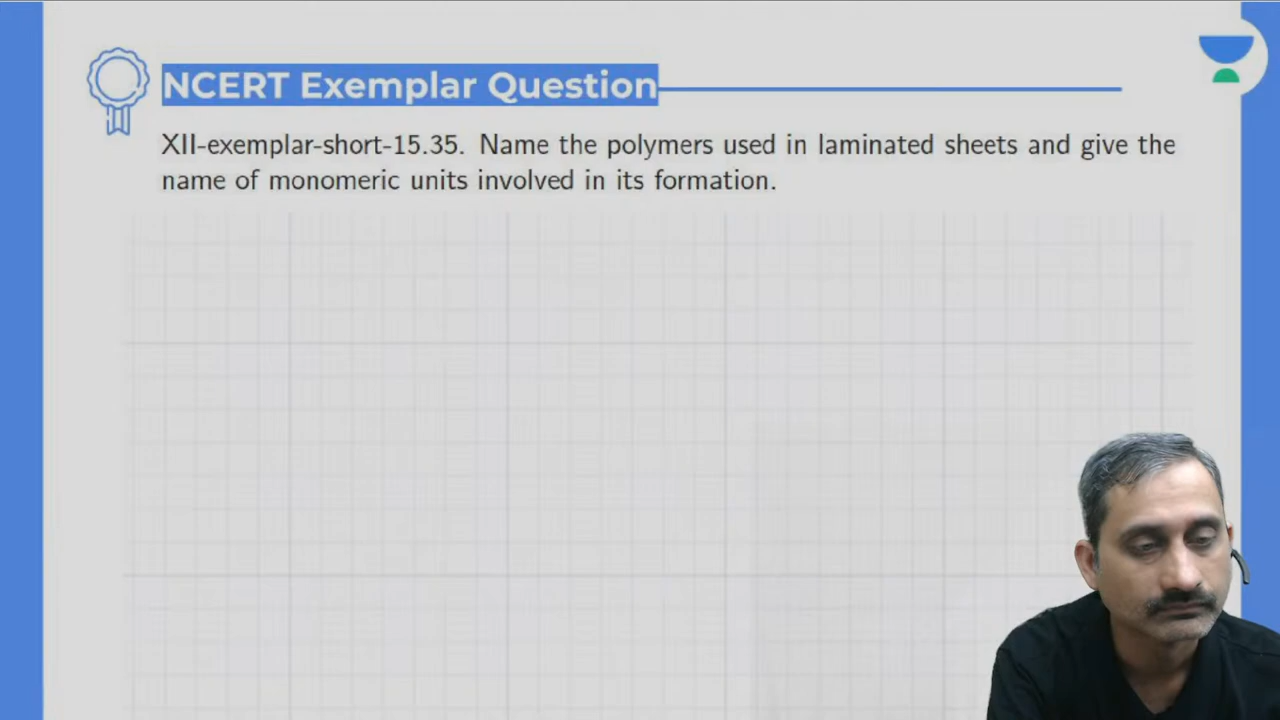 NCERT Exemplar Question
XII-exemplar-short-15.35. Name the polymers used in laminated sheets and give the
name of monomeric units involved in its formation.